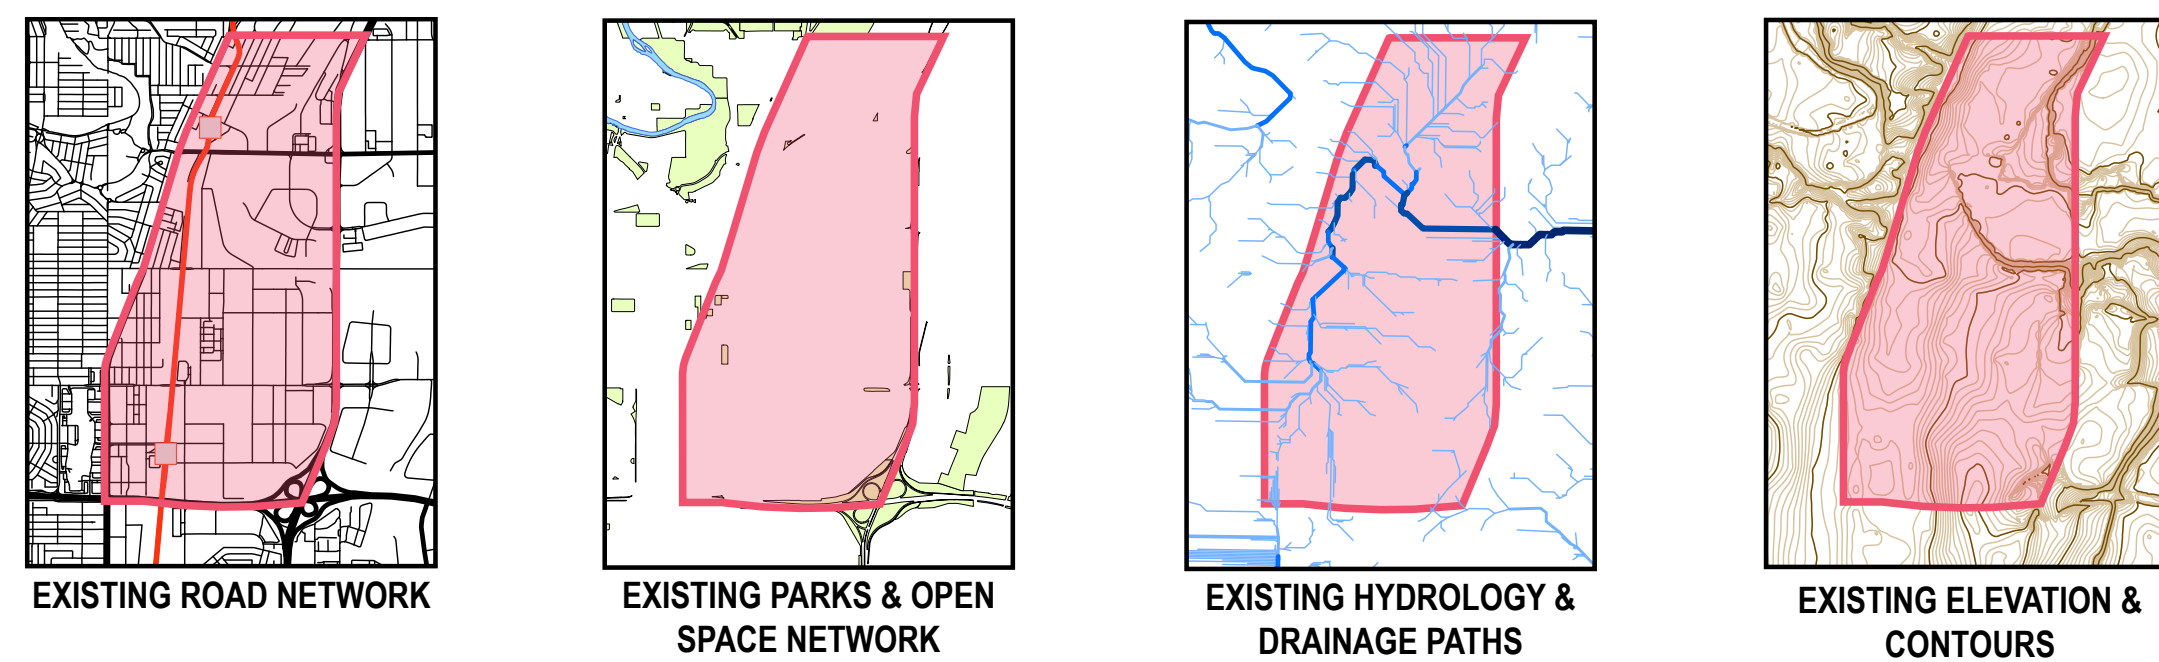 EXISTING ROAD NETWORK
EXISTING PARKS & OPEN
SPACE NETWORK
EXISTING HYDROLOGY &
DRAINAGE PATHS
EXISTING ELEVATION &
CONTOURS